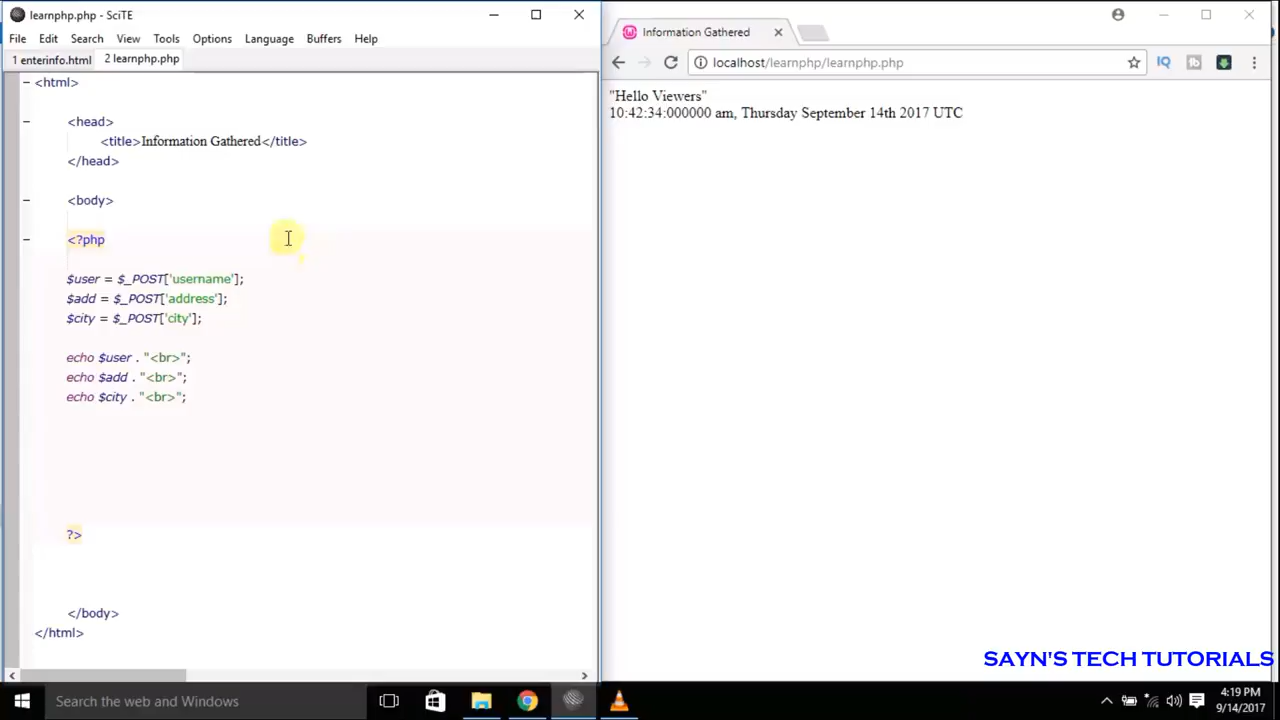 learnphp.php - SciTE
File Edit Search View Tools Options Language Buffers Help
1 enterinfo.html 2 learnphp.php
<html>
<head>
<title>Information Gathered</title>
</head>
<body>
<?php
$user = $_POST['username'];
$add = $_POST['address'];
$city = $_POST['city'];
echo $user . "<br>";
echo $add . "<br>";
echo $city . "<br>";
?>
</body>
</html>
Information Gathered
localhost/learnphp/learnphp.php
IQ
"Hello Viewers"
10:42:34:000000 am, Thursday September 14th 2017 UTC
SAYN'S TECH TUTORIALS
Search the web and Windows
4:19 PM
9/14/2017